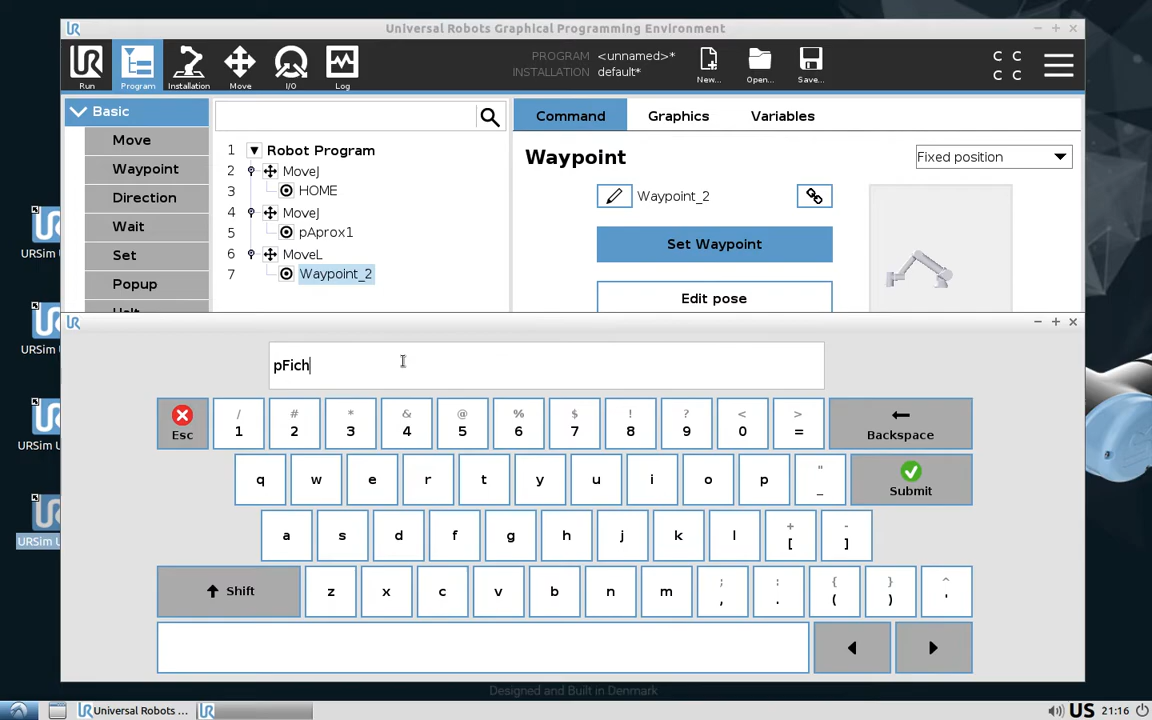 Universal Robots Graphical Programming Environment
UR
Run
Program
Installation
Move
I/O
Log
PROGRAM <unnamed>*
INSTALLATION default*
New...
Open...
Save...
C C
C C
Basic
Move
Waypoint
Direction
Wait
Set
Popup
1 Robot Program
2 MoveJ
3 HOME
4 MoveJ
5 pAprox1
6 MoveL
7 Waypoint_2
Command Graphics Variables
Waypoint
Fixed position
Waypoint_2
Set Waypoint
Edit pose
URSim U
URSim U
URSim U
URSim U
pFich
Esc
/ # * & @ % $ ! ? < >
1 2 3 4 5 6 7 8 9 0 =
Backspace
q w e r t y u i o p " _
Submit
a s d f g h j k l + [ - ]
Shift
z x c v b n m ; , : . { ( } ) ^ '
Designed and Built in Denmark
Universal Robots ...
US 21:16